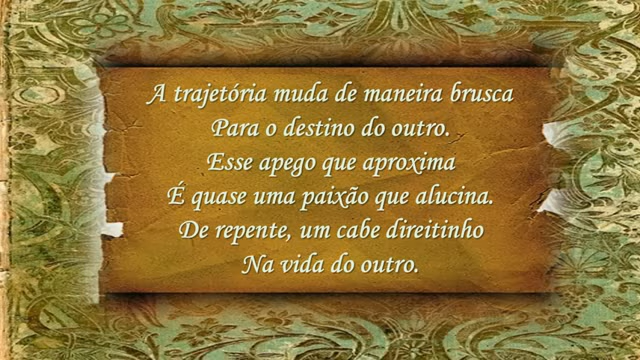 A trajetória muda de maneira brusca
Para o destino do outro.
Esse apego que aproxima
É quase uma paixão que alucina.
De repente, um cabe direitinho
Na vida do outro.